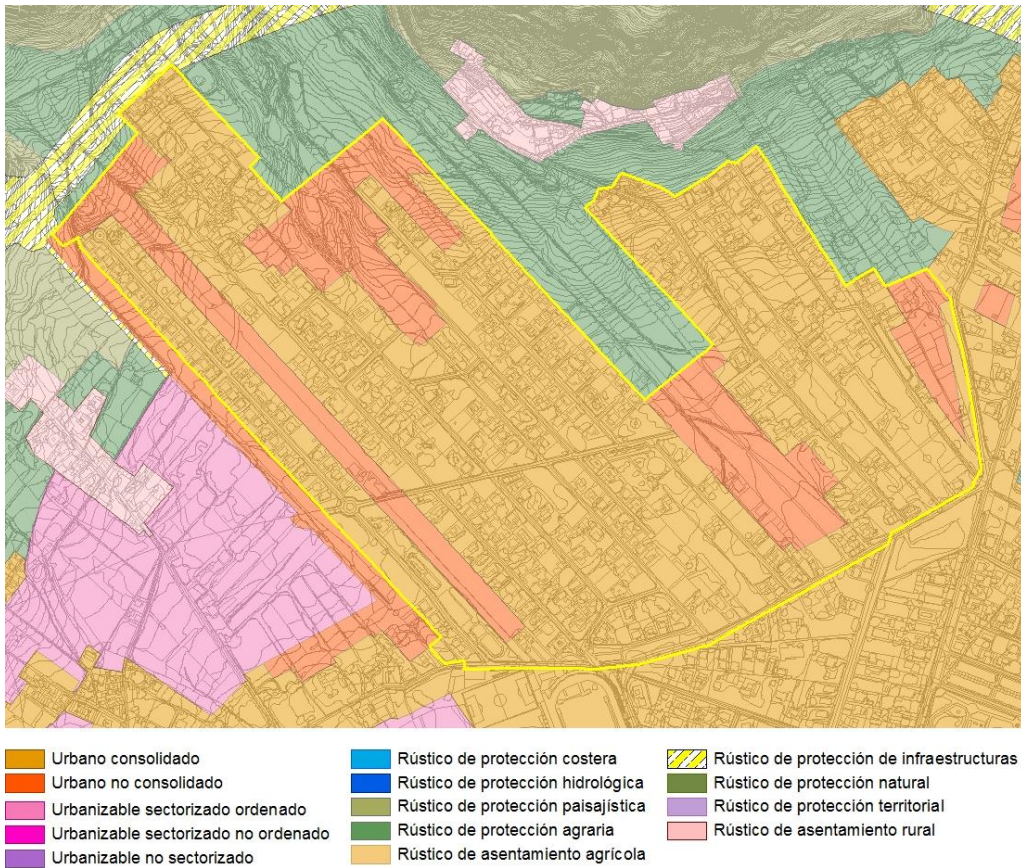 Urbano consolidado
Urbano no consolidado
Urbanizable sectorizado ordenado
Urbanizable sectorizado no ordenado
Urbanizable no sectorizado
Rústico de protección costera
Rústico de protección hidrológica
Rústico de protección paisajística
Rústico de protección agraria
Rústico de asentamiento agrícola
Rústico de protección de infraestructuras
Rústico de protección natural
Rústico de protección territorial
Rústico de asentamiento rural